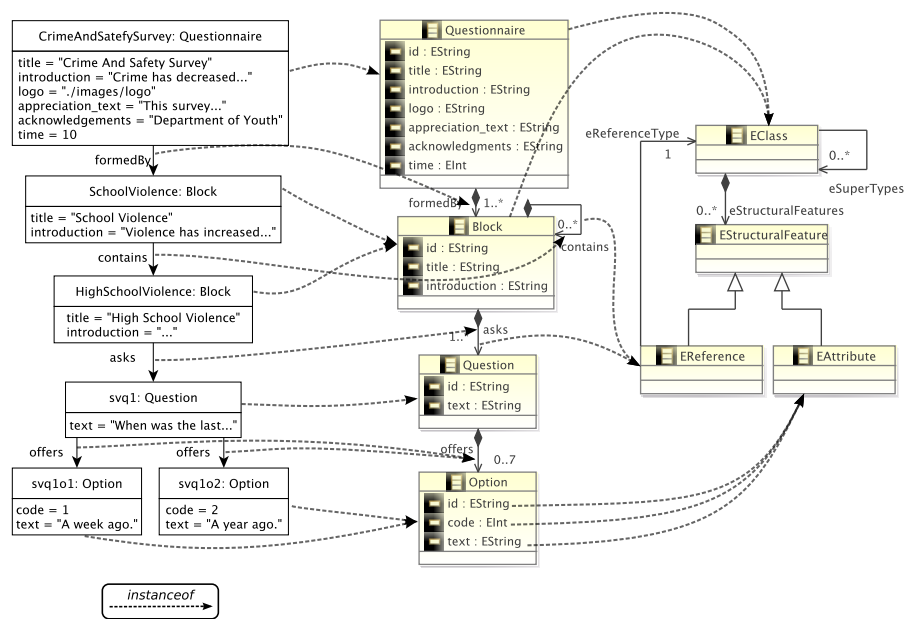 CrimeAndSatefySurvey: Questionnaire
title = "Crime And Safety Survey"
introduction = "Crime has decreased..."
logo = "./images/logo"
appreciation_text = "This survey..."
acknowledgements = "Department of Youth"
time = 10
formedBy
SchoolViolence: Block
title = "School Violence"
introduction = "Violence has increased..."
contains
HighSchoolViolence: Block
title = "High School Violence"
introduction = "..."
asks
svq1: Question
text = "When was the last..."
offers
offers
svq1o1: Option
code = 1
text = "A week ago."
svq1o2: Option
code = 2
text = "A year ago."
instanceof
Questionnaire
id : EString
title : EString
introduction : EString
logo : EString
appreciation_text : EString
acknowledgments : EString
time : EInt
formedBy
1..*
Block
id : EString
title : EString
introduction : EString
0..*
contains
1..*
asks
Question
id : EString
text : EString
offers
0..7
Option
id : EString
code : EInt
text : EString
eReferenceType
1
EClass
0..*
eSuperTypes
0..*
eStructuralFeatures
EStructuralFeature
EReference
EAttribute